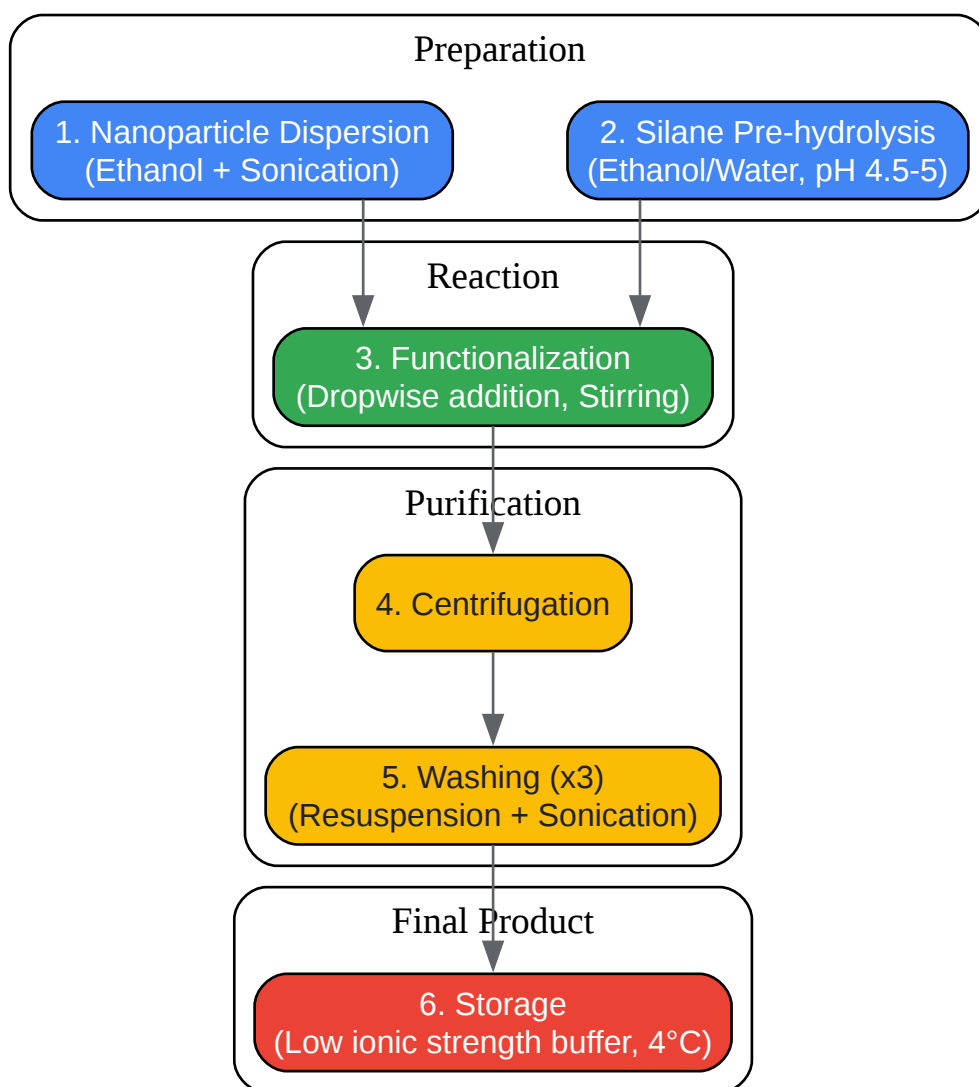 Preparation
1. Nanoparticle Dispersion
(Ethanol + Sonication)
2. Silane Pre-hydrolysis
(Ethanol/Water, pH 4.5-5)
Reaction
3. Functionalization
(Dropwise addition, Stirring)
Purification
4. Centrifugation
5. Washing (x3)
(Resuspension + Sonication)
Final Product
6. Storage
(Low ionic strength buffer, 4°C)